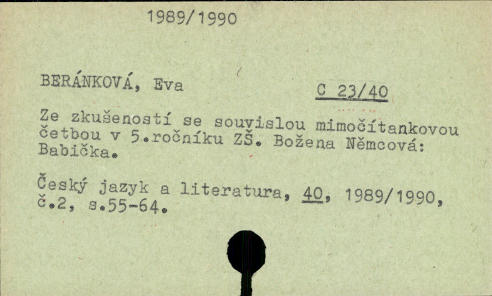 1989/1990
BERÁNKOVÁ, Eva
C 23/40
Ze zkušeností se souvislou mimočítankovou
četbou v 5.ročníku ZŠ. Božena Němcová:
Babička.
Český jazyk a literatura, 40, 1989/1990,
č.2, s.55-64.